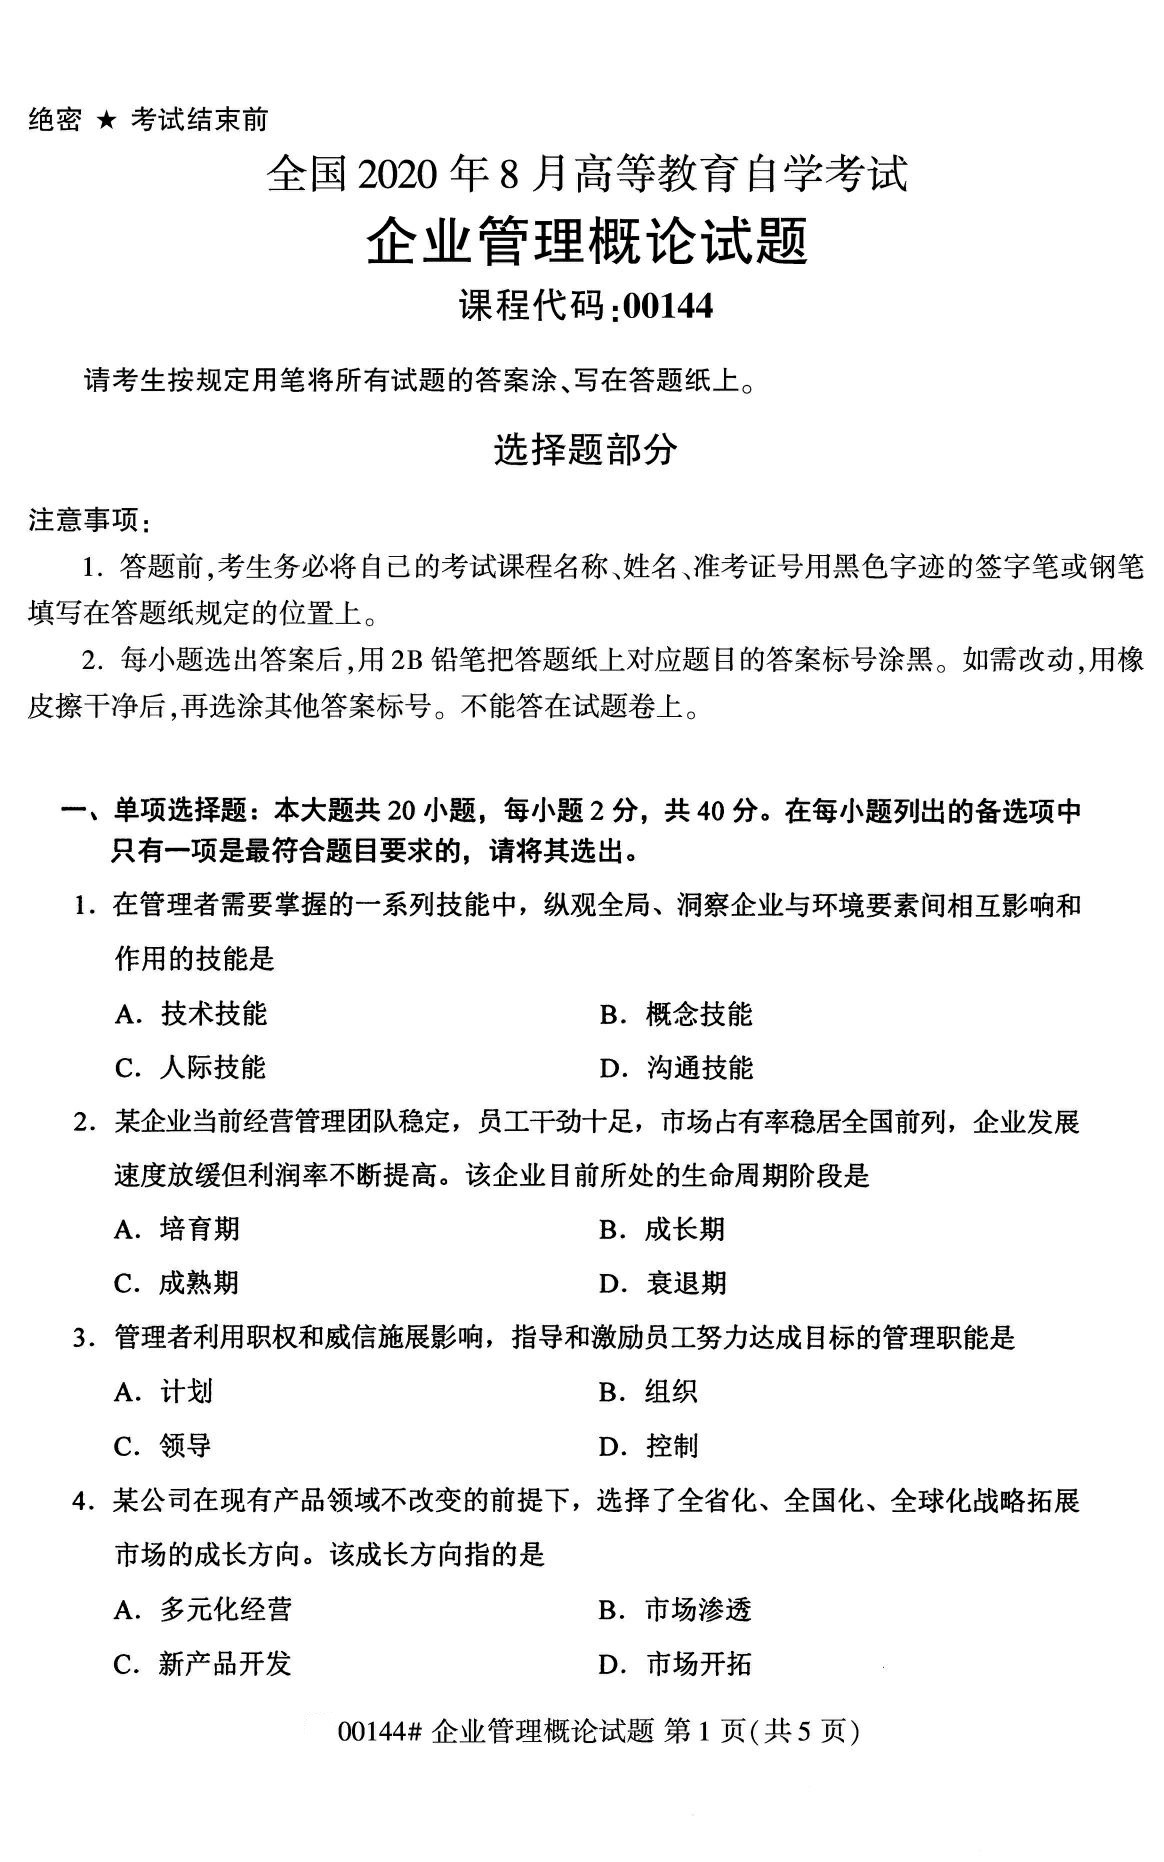 绝密 ★ 考试结束前
全国 2020 年 8 月高等教育自学考试
企业管理概论试题
课程代码:00144
请考生按规定用笔将所有试题的答案涂、写在答题纸上。
选择题部分
注意事项:
1. 答题前,考生务必将自己的考试课程名称、姓名、准考证号用黑色字迹的签字笔或钢笔
填写在答题纸规定的位置上。
2. 每小题选出答案后,用 2B 铅笔把答题纸上对应题目的答案标号涂黑。如需改动,用橡
皮擦干净后,再选涂其他答案标号。不能答在试题卷上。
一、单项选择题：本大题共 20 小题，每小题 2 分，共 40 分。在每小题列出的备选项中
只有一项是最符合题目要求的，请将其选出。
1．在管理者需要掌握的一系列技能中，纵观全局、洞察企业与环境要素间相互影响和
作用的技能是
A．技术技能 B．概念技能
C．人际技能 D．沟通技能
2．某企业当前经营管理团队稳定，员工干劲十足，市场占有率稳居全国前列，企业发展
速度放缓但利润率不断提高。该企业目前所处的生命周期阶段是
A．培育期 B．成长期
C．成熟期 D．衰退期
3．管理者利用职权和威信施展影响，指导和激励员工努力达成目标的管理职能是
A．计划 B．组织
C．领导 D．控制
4．某公司在现有产品领域不改变的前提下，选择了全省化、全国化、全球化战略拓展
市场的成长方向。该成长方向指的是
A．多元化经营 B．市场渗透
C．新产品开发 D．市场开拓
00144# 企业管理概论试题 第 1 页(共 5 页)